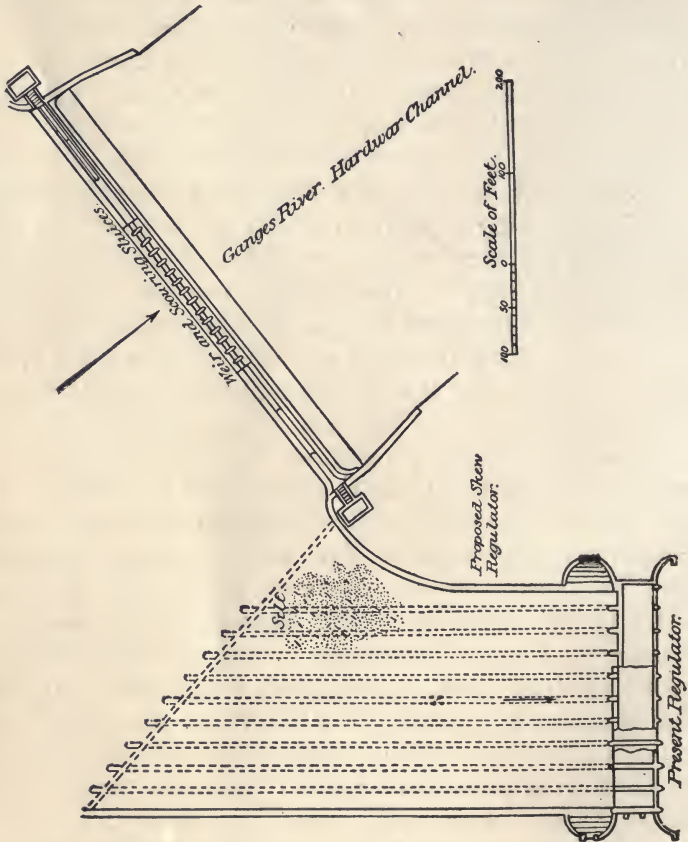 Weir and Scouring Sluices.
Ganges River. Hardwar Channel.
Scale of Feet.
100
50
0
100
200
Silt
Proposed Skew
Regulator.
Present Regulator.